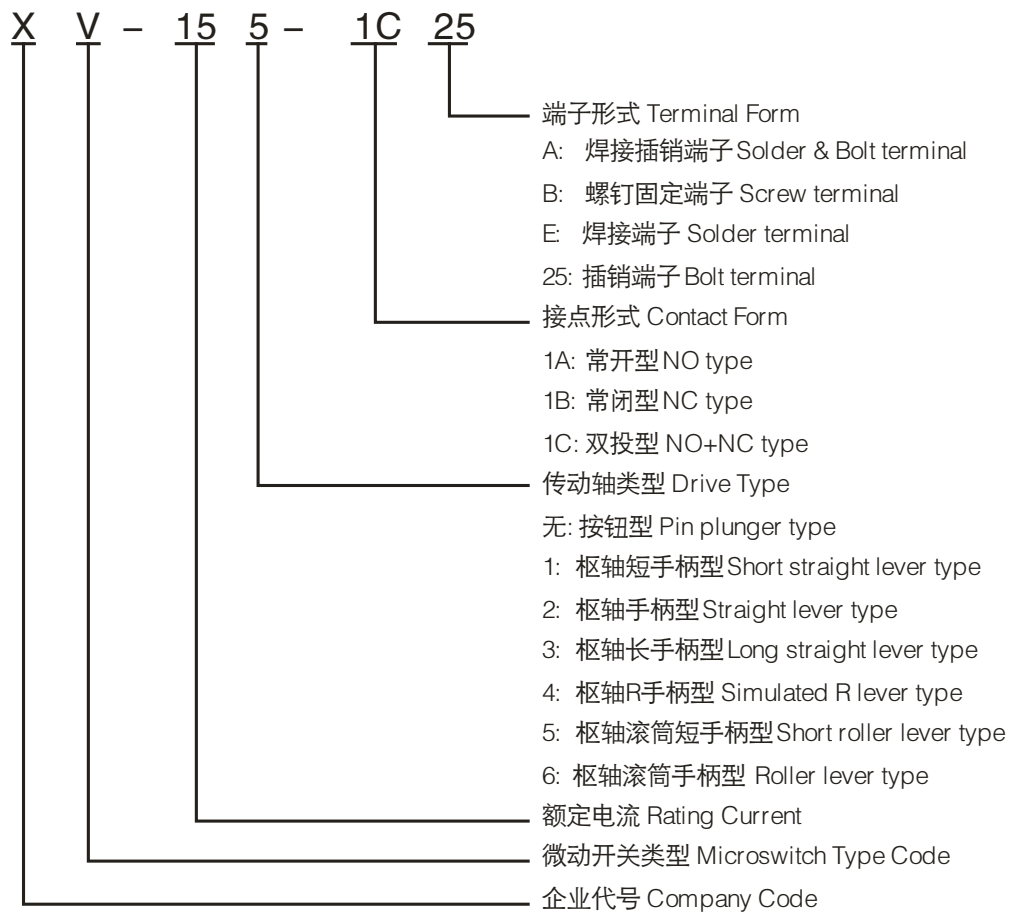 X V – 15 5 – 1C 25
端子形式 Terminal Form
A: 焊接插销端子 Solder & Bolt terminal
B: 螺钉固定端子 Screw terminal
E: 焊接端子 Solder terminal
25: 插销端子 Bolt terminal
接点形式 Contact Form
1A: 常开型 NO type
1B: 常闭型 NC type
1C: 双投型 NO+NC type
传动轴类型 Drive Type
无: 按钮型 Pin plunger type
1: 枢轴短手柄型 Short straight lever type
2: 枢轴手柄型 Straight lever type
3: 枢轴长手柄型 Long straight lever type
4: 枢轴R手柄型 Simulated R lever type
5: 枢轴滚筒短手柄型 Short roller lever type
6: 枢轴滚筒手柄型 Roller lever type
额定电流 Rating Current
微动开关类型 Microswitch Type Code
企业代号 Company Code